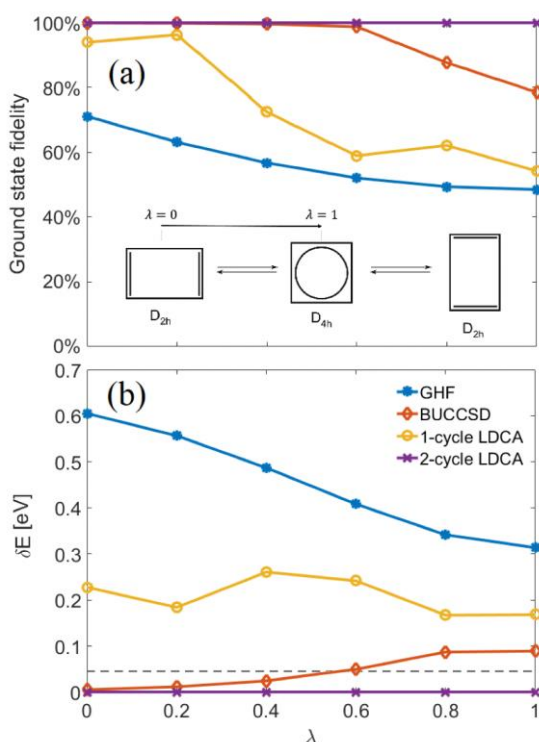 100%
(a)
80%
60%
Ground state fidelity
40%
λ = 0
λ = 1
20%
D2h
D4h
D2h
0%
0.7
(b)
GHF
BUCCSD
1-cycle LDCA
2-cycle LDCA
0.6
0.5
0.4
δE [eV]
0.3
0.2
0.1
0
0 0.2 0.4 0.6 0.8 1
λ